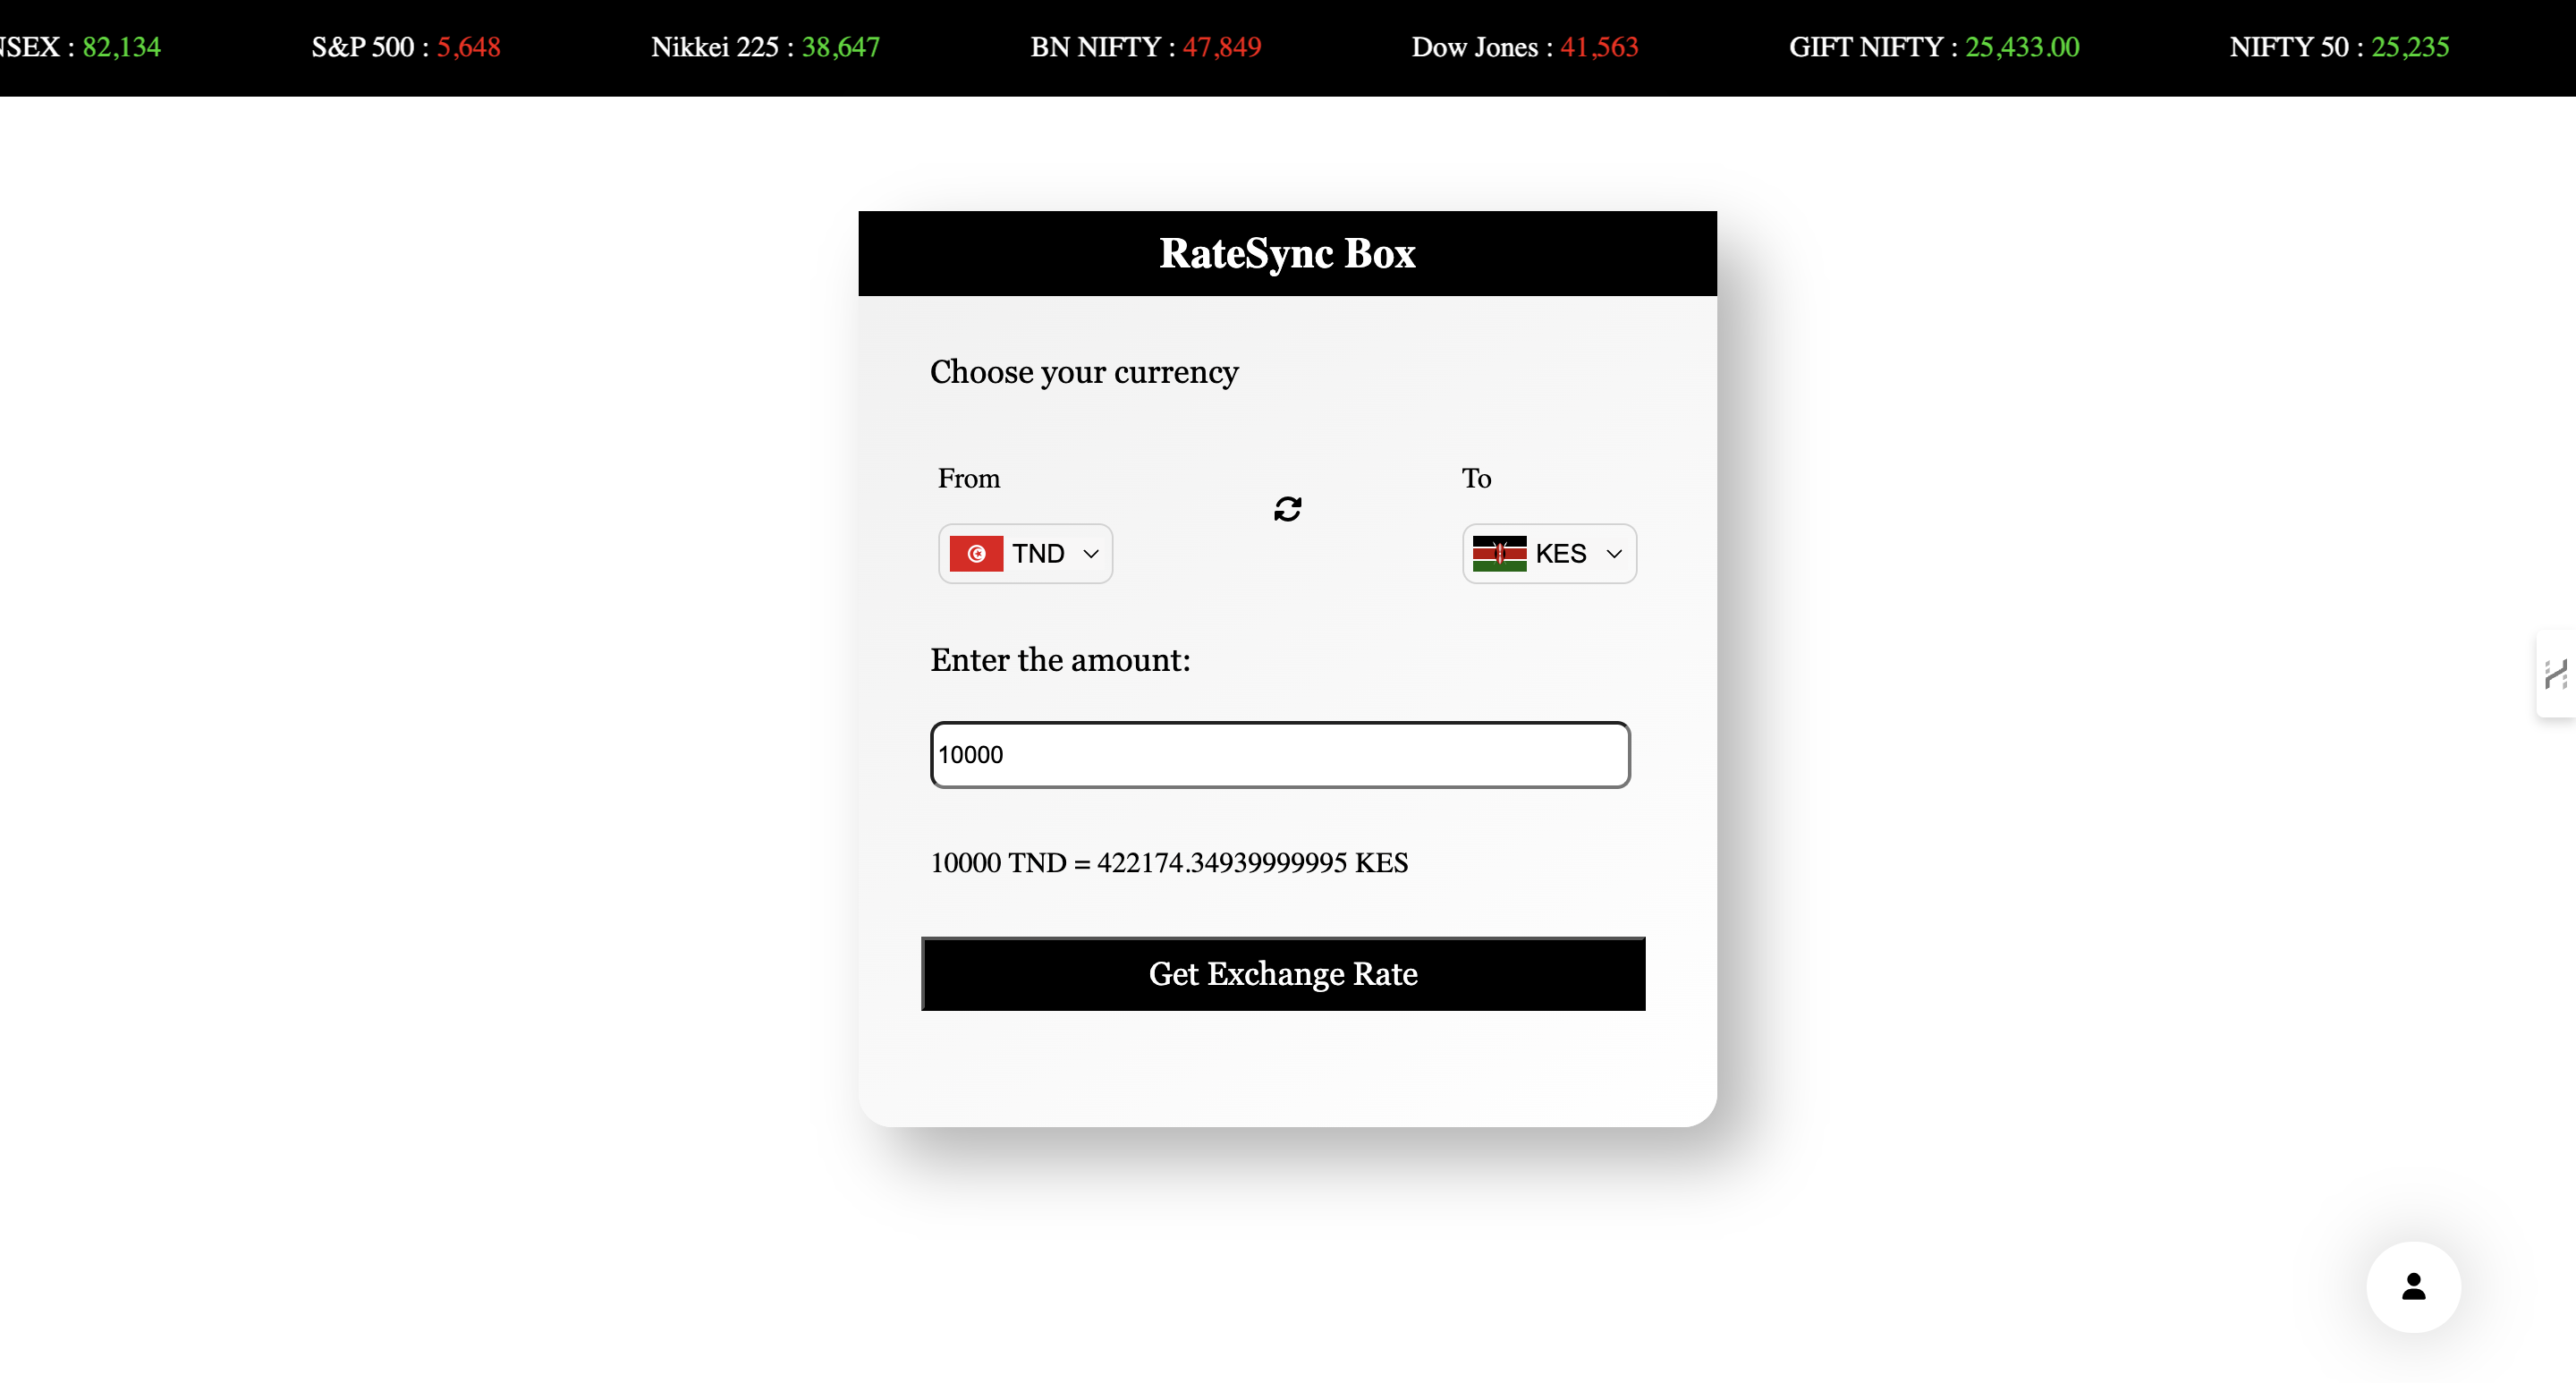 NSEX : 82,134 S&P 500 : 5,648 Nikkei 225 : 38,647 BN NIFTY : 47,849 Dow Jones : 41,563 GIFT NIFTY : 25,433.00 NIFTY 50 : 25,235
RateSync Box
Choose your currency
From To
TND KES
Enter the amount:
10000
10000 TND = 422174.34939999995 KES
Get Exchange Rate